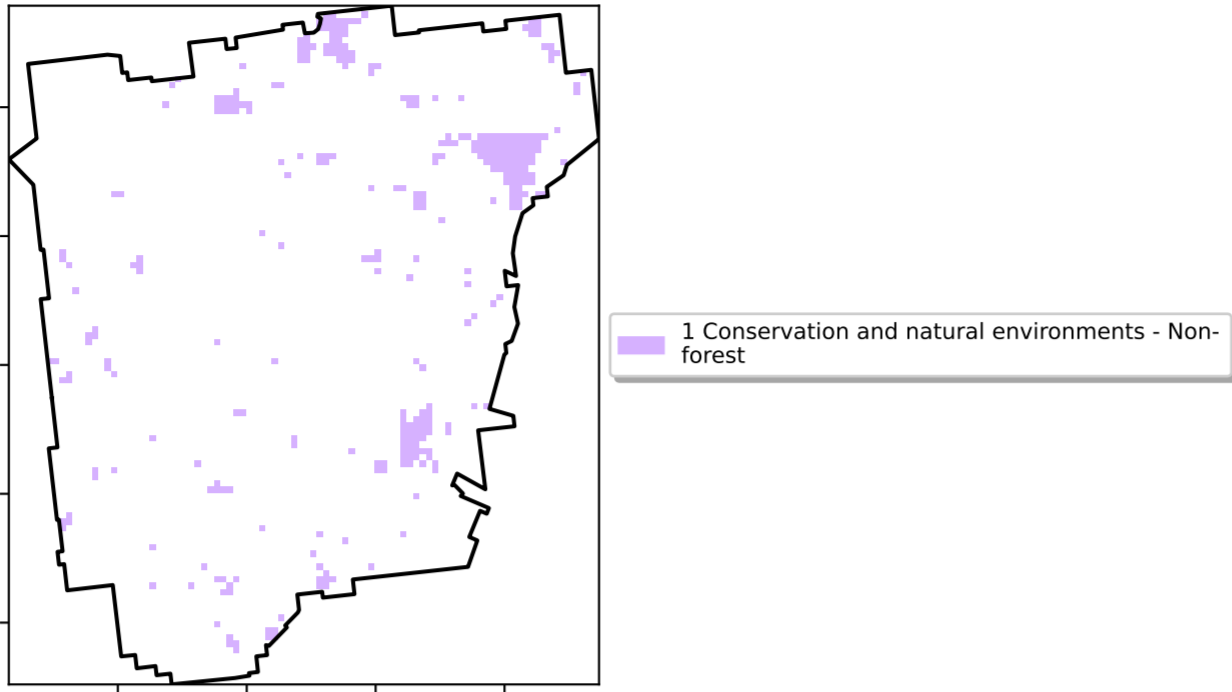 1 Conservation and natural environments - Non-
forest